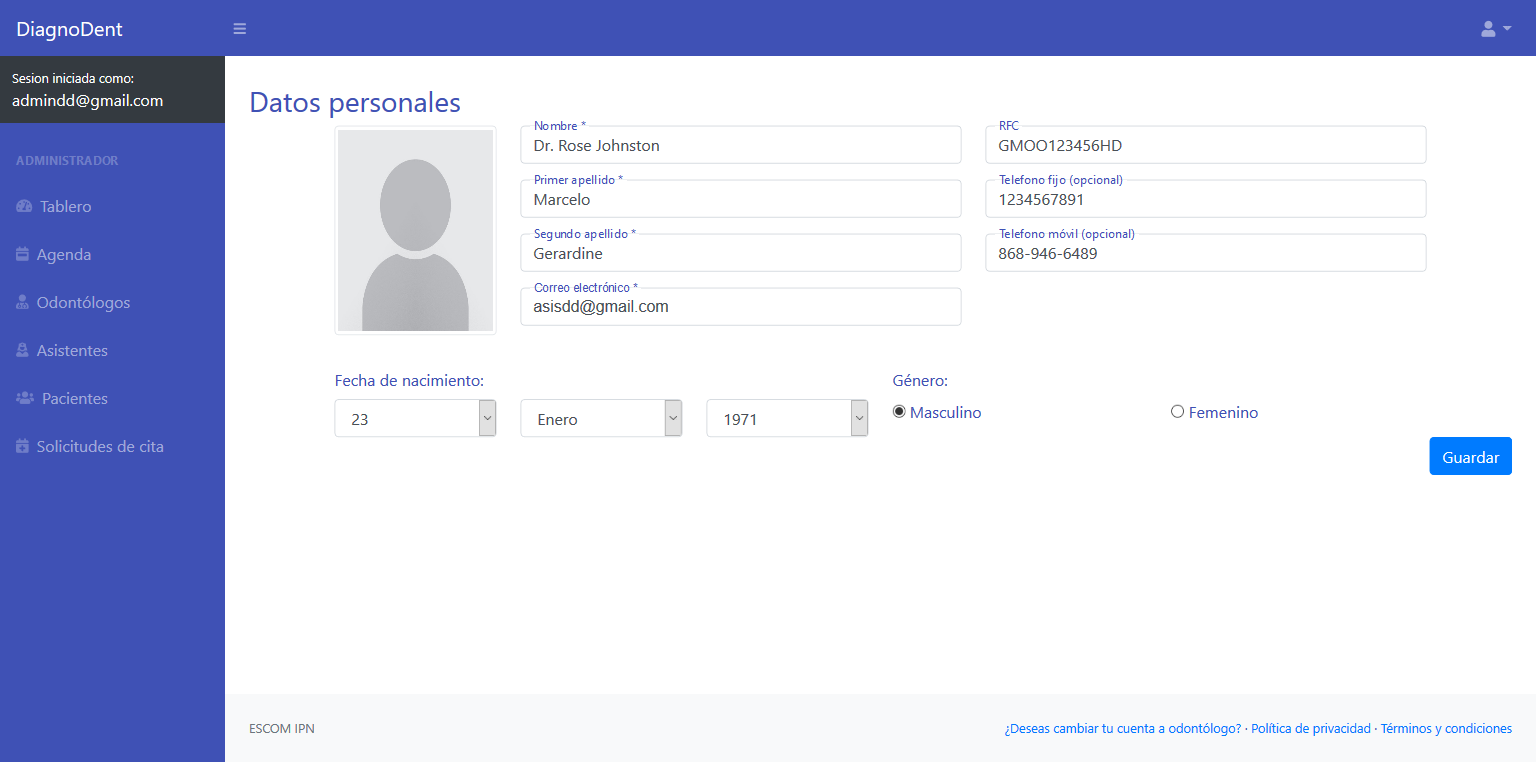 DiagnoDent
Sesion iniciada como:
admindd@gmail.com
ADMINISTRADOR
Tablero
Agenda
Odontólogos
Asistentes
Pacientes
Solicitudes de cita
Datos personales
Nombre *
Dr. Rose Johnston
Primer apellido *
Marcelo
Segundo apellido *
Gerardine
Correo electrónico *
asisdd@gmail.com
RFC
GMOO123456HD
Telefono fijo (opcional)
1234567891
Telefono móvil (opcional)
868-946-6489
Fecha de nacimiento:
23 Enero 1971
Género:
Masculino Femenino
Guardar
ESCOM IPN
¿Deseas cambiar tu cuenta a odontólogo? · Política de privacidad · Términos y condiciones